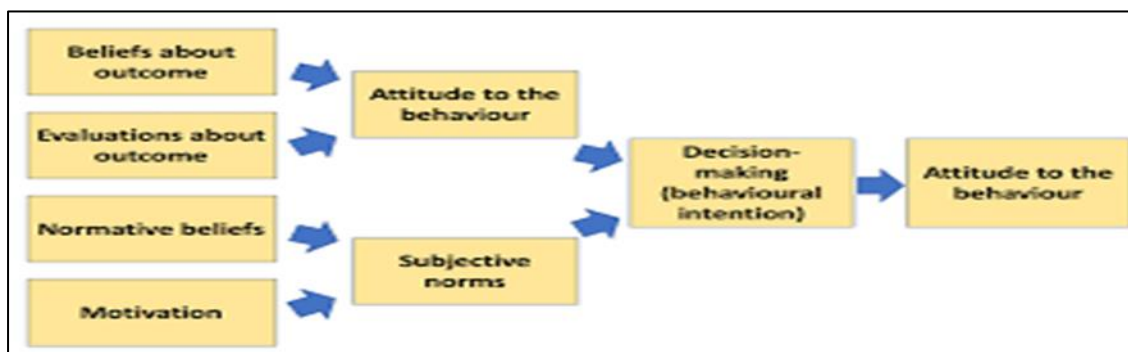 Beliefs about
outcome
Evaluations about
outcome
Normative beliefs
Motivation
Attitude to the
behaviour
Subjective
norms
Decision-
making
(behavioural
intention)
Attitude to the
behaviour